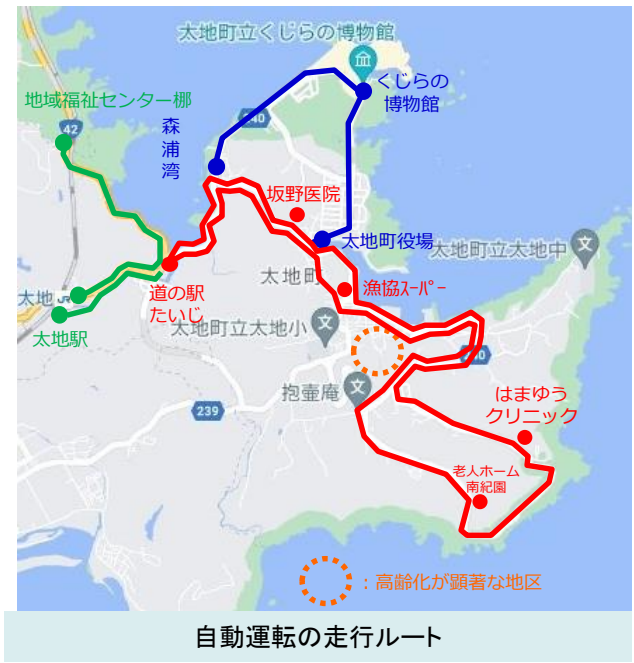 太地町立くじらの博物館
くじらの
博物館
地域福祉センター梛
42
森
浦
湾
240
坂野医院
太地町役場
太地町立太地中
文
太地町
漁協スーパー
道の駅
たいじ
太地
JR
太地駅
太地町立太地小
文
240
抱壷庵
文
はまゆう
クリニック
239
老人ホーム
南紀園
：高齢化が顕著な地区
自動運転の走行ルート